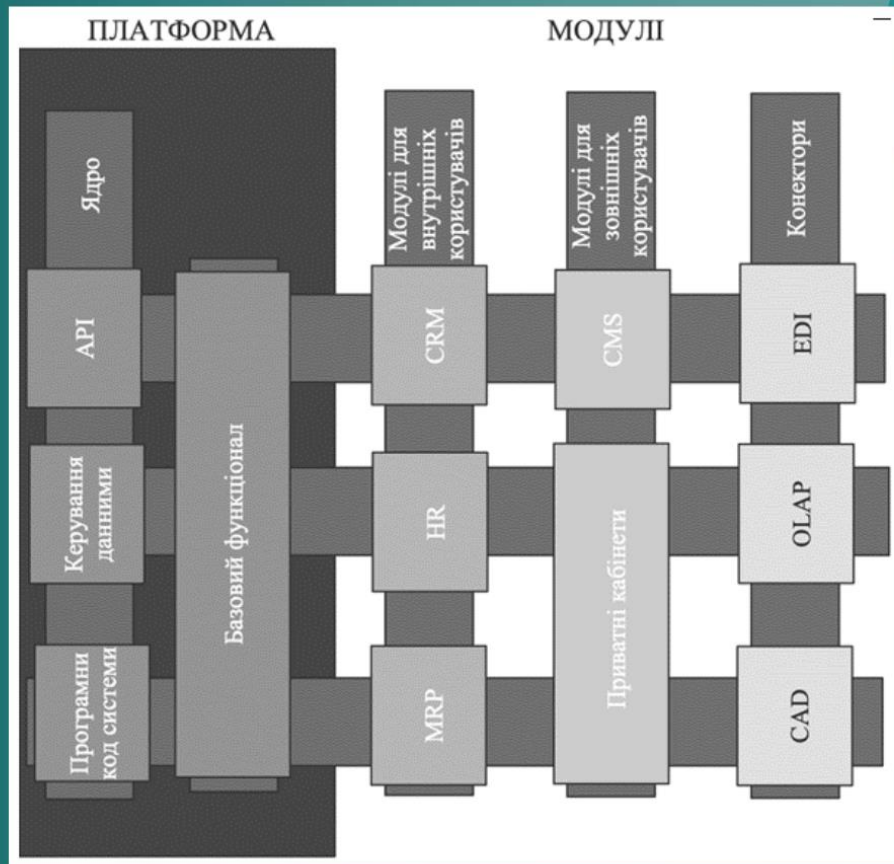 ПЛАТФОРМА
МОДУЛІ
Ядро
API
Керування
данними
Програмни
код системи
Базовий функціонал
Модулі для
внутрішніх
користувачів
CRM
HR
MRP
Модулі для
зовнішніх
користувачів
CMS
Приватні кабінети
Конектори
EDI
OLAP
CAD